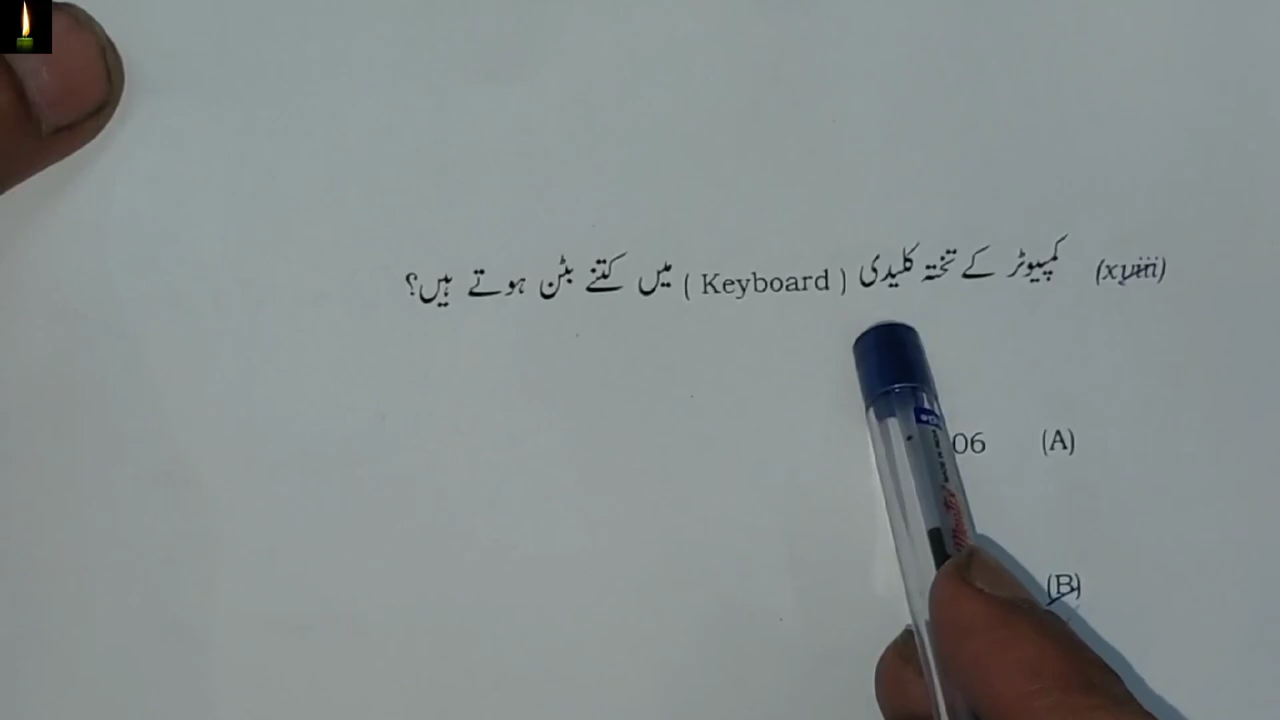 (xviii) کمپیوٹر کے تختہ کلیدی ( Keyboard ) میں کتنے بٹن ہوتے ہیں؟
(A) 06
(B)